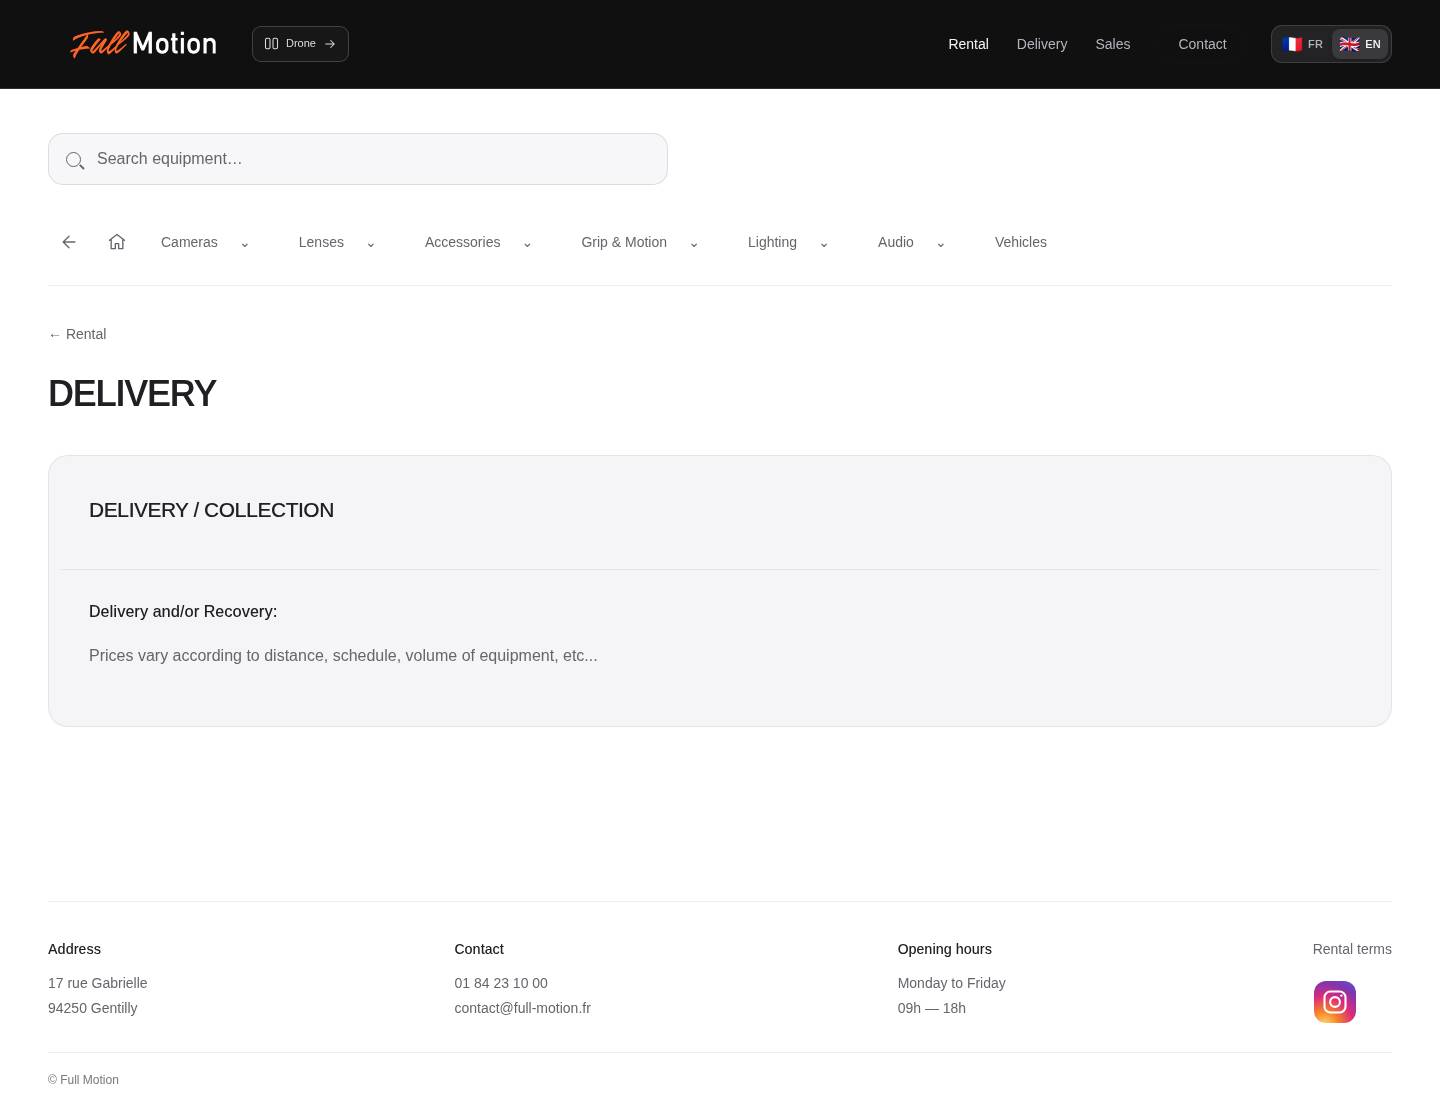 Full Motion
Drone →
Rental
Delivery
Sales
Contact
FR
EN
Search equipment…
Cameras
Lenses
Accessories
Grip & Motion
Lighting
Audio
Vehicles
← Rental
DELIVERY
DELIVERY / COLLECTION
Delivery and/or Recovery:
Prices vary according to distance, schedule, volume of equipment, etc...
Address
17 rue Gabrielle
94250 Gentilly
Contact
01 84 23 10 00
contact@full-motion.fr
Opening hours
Monday to Friday
09h — 18h
Rental terms
© Full Motion